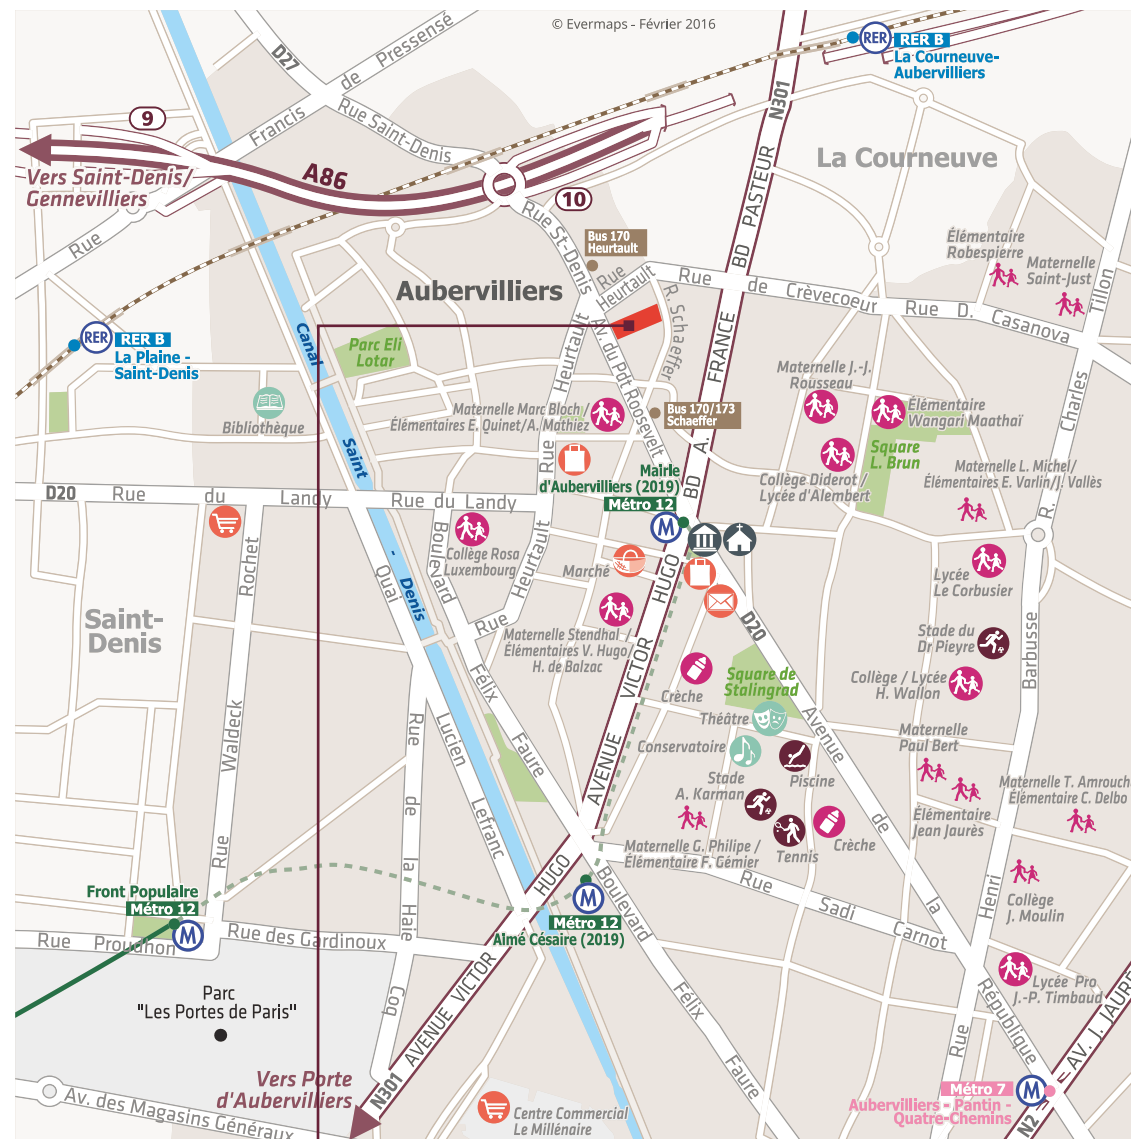 © Evermaps - Février 2016
RER
RER B
La Courneuve-
Aubervilliers
D27
Francis de Pressense
Rue
Rue Saint-Denis
N301
9
A86
10
Vers Saint-Denis/
Gennevilliers
La Courneuve
BD PASTEUR
Rue St-Denis
Bus 170
Heurtault
Rue Heurtault
R. Schaeffer
Rue de Crèvecoeur
Rue D. Casanova
Élémentaire
Robespierre
Maternelle
Saint-Just
Tillon
Charles
R.
Aubervilliers
RER
RER B
La Plaine -
Saint-Denis
Canal
Saint
-
Denis
Parc Eli
Lotar
Bibliothèque
Rue Heurtault
Av. du Pdt Roosevelt
BD A. FRANCE
Maternelle Marc Bloch /
Élémentaires E. Quinet/A. Mathiez
Bus 170/173
Schaeffer
Maternelle J.-J.
Rousseau
Élémentaire
Wangari Maathaï
Square
L. Brun
Collège Diderot /
Lycée d'Alembert
Maternelle L. Michel/
Élémentaires E. Varlin/J. Vallès
Mairie
d'Aubervilliers (2019)
Métro 12
M
D20
Rue du Landy
Rue du Landy
Boulevard
Félix
Faure
Collège Rosa
Luxembourg
Rue Heurtault
Marché
Quai
Lucien
Lefranc
Saint-
Denis
Rue Waldeck Rochet
Maternelle Stendhal /
Élémentaires V. Hugo /
H. de Balzac
AVENUE VICTOR HUGO
D20
Lycée
Le Corbusier
Stade du
Dr Pieyre
Collège / Lycée
H. Wallon
Barbusse
Henri
Rue
Crèche
Square de
Stalingrad
Théâtre
Conservatoire
Piscine
Stade
A. Karman
Tennis
Crèche
Avenue de la République
Maternelle
Paul Bert
Élémentaire
Jean Jaurès
Maternelle T. Amrouch
Élémentaire C. Delbo
Maternelle G. Philipe /
Élémentaire F. Gémier
Rue Sadi Carnot
Collège
J. Moulin
Lycée Pro
J.-P. Timbaud
Rue de la Haie Coq
Front Populaire
Métro 12
M
Rue Proudhon
Rue des Gardinoux
HUGO
M
Métro 12
Aimé Césaire (2019)
Boulevard
Félix
Faure
Parc
"Les Portes de Paris"
AVENUE VICTOR
N301
Vers Porte
d'Aubervilliers
Av. des Magasins Généraux
Centre Commercial
Le Millénaire
Métro 7
M
Aubervilliers - Pantin -
Quatre-Chemins
AV. J. JAURE
N2